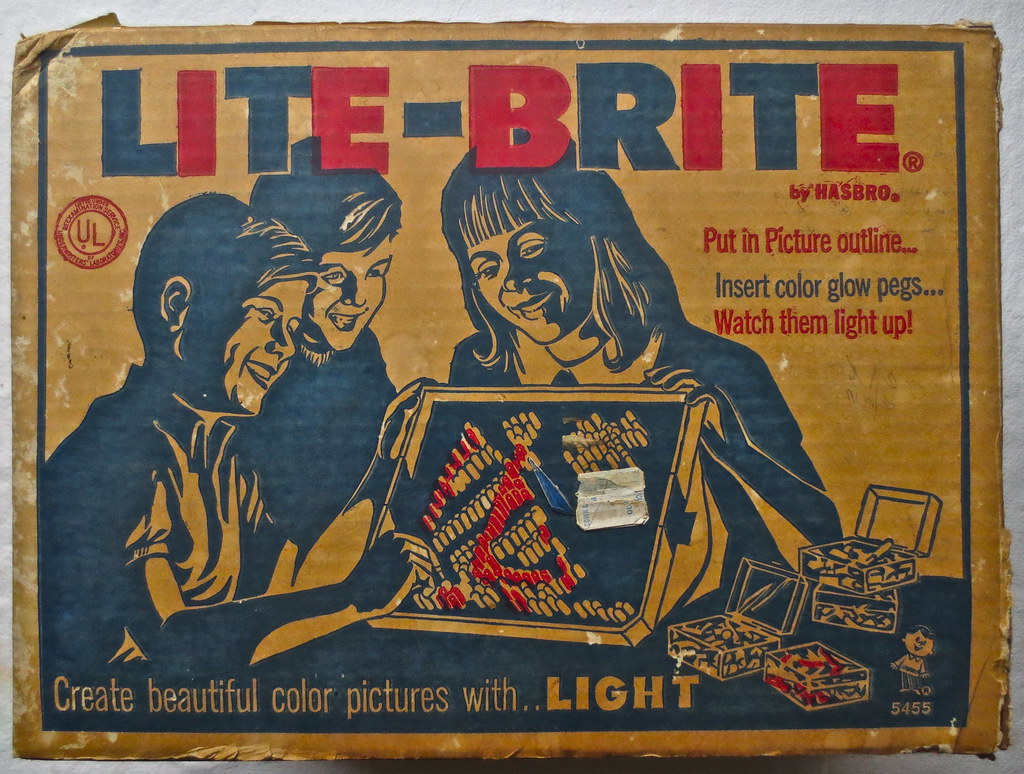 LITE-BRITE®
by HASBRO®
UL
Put in Picture outline...
Insert color glow pegs...
Watch them light up!
Create beautiful color pictures with..LIGHT
5455